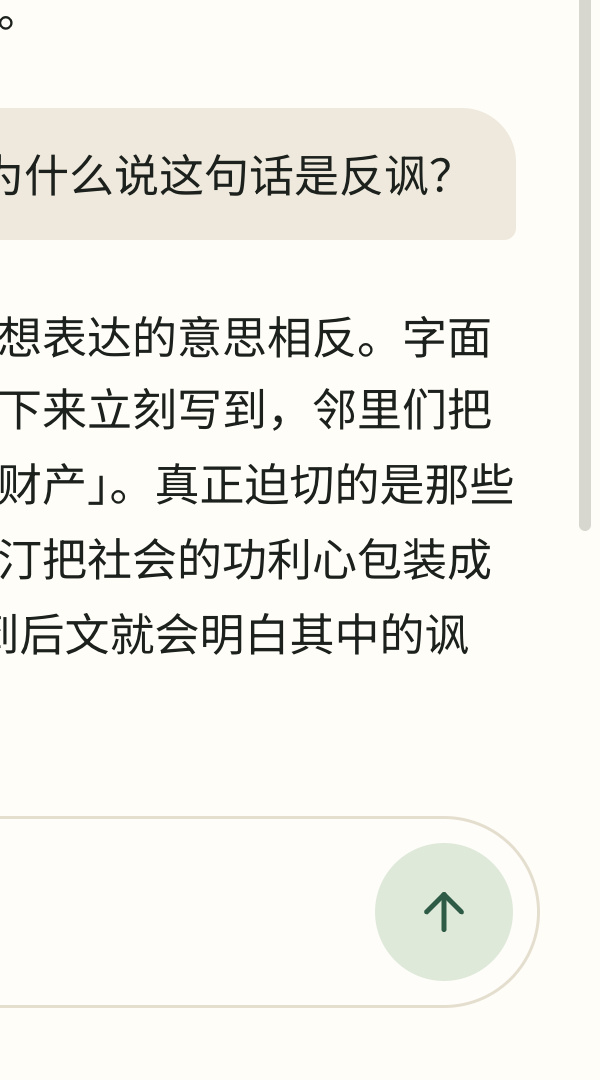 。
为什么说这句话是反讽？
想表达的意思相反。字面
下来立刻写到，邻里们把
财产」。真正迫切的是那些
汀把社会的功利心包装成
到后文就会明白其中的讽